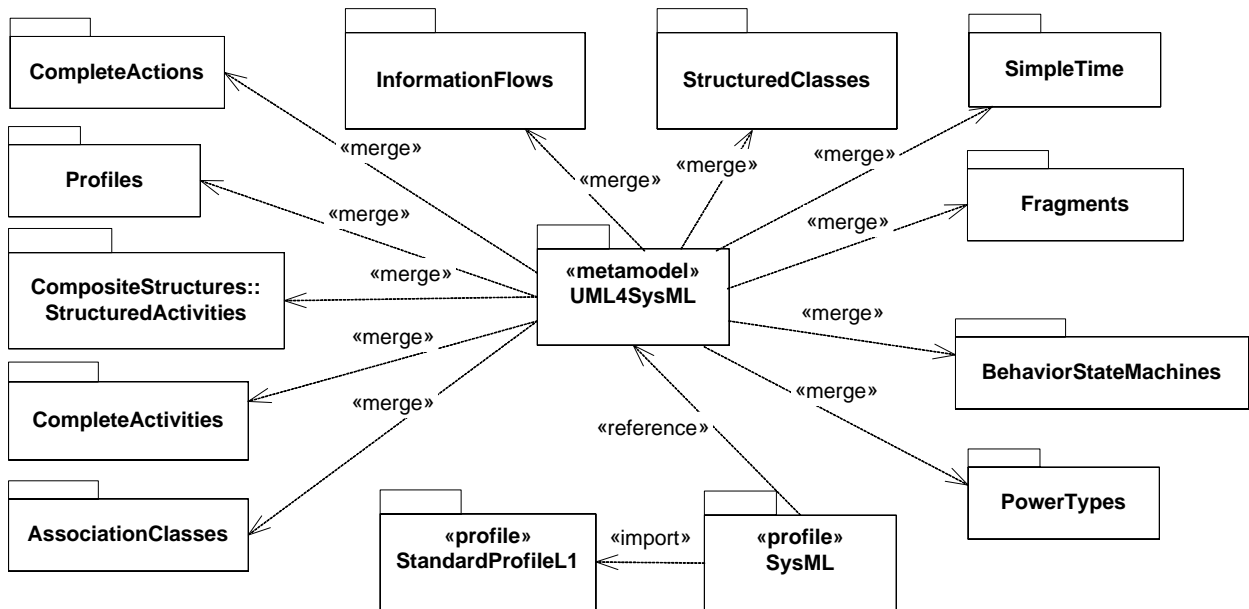 CompleteActions
InformationFlows
StructuredClasses
SimpleTime
«merge»
«merge»
«merge»
«merge»
Profiles
Fragments
«merge»
«merge»
CompositeStructures::
StructuredActivities
«merge»
«metamodel»
UML4SysML
«merge»
«merge»
BehaviorStateMachines
CompleteActivities
«merge»
«merge»
«reference»
AssociationClasses
PowerTypes
«profile»
StandardProfileL1
«import»
«profile»
SysML